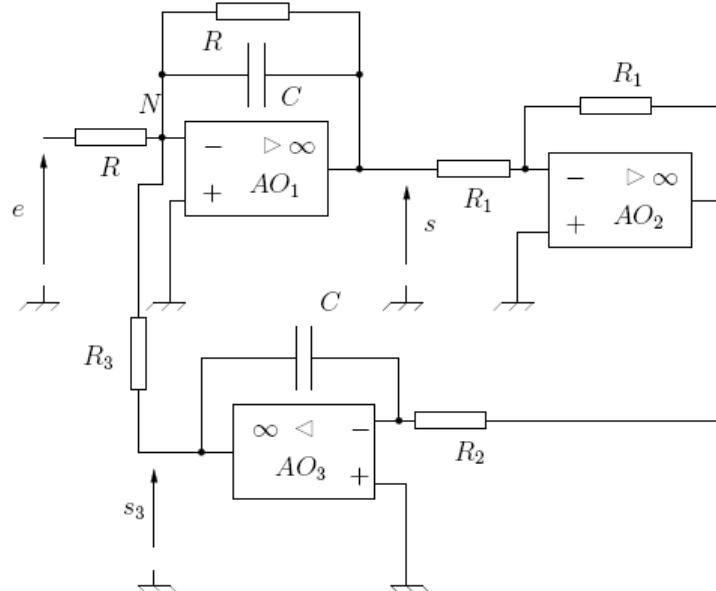 R
C
R₁
N
R
− ▷ ∞
+ AO₁
e
s
R₁
− ▷ ∞
+ AO₂
C
R₃
∞ ◁ −
AO₃ +
R₂
s₃